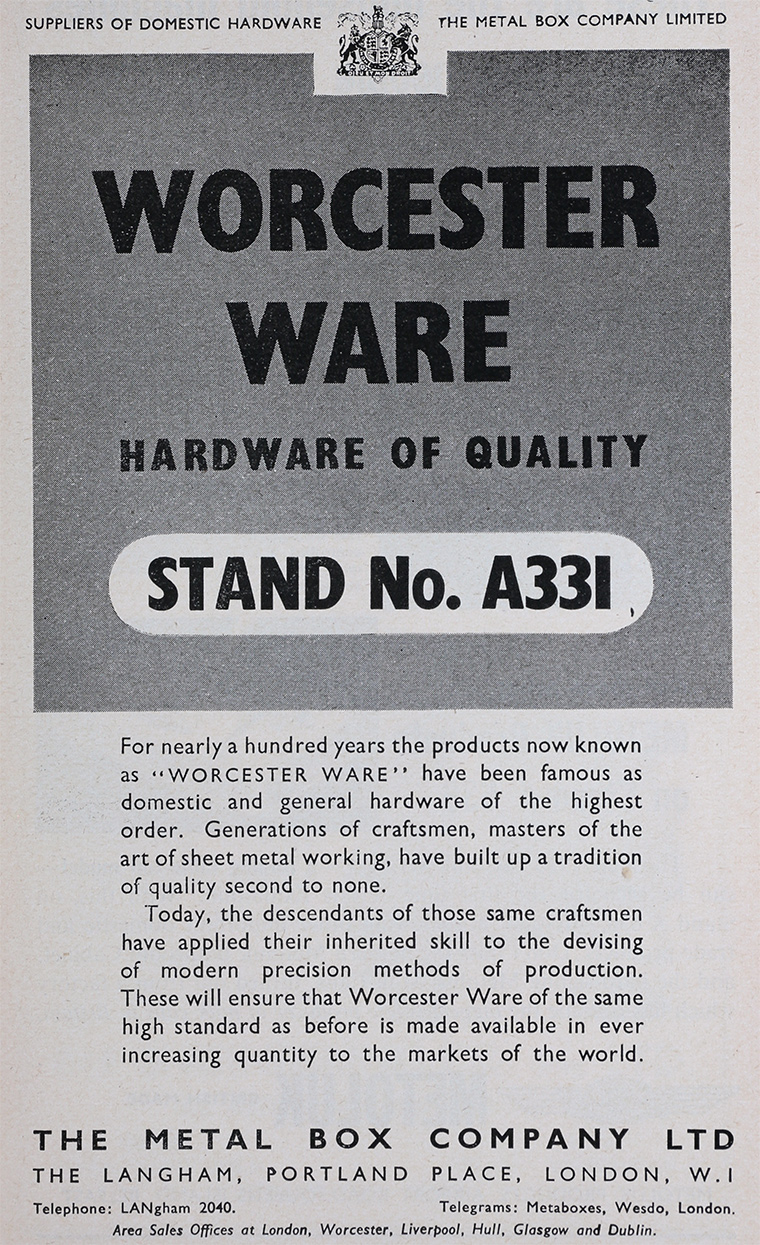 SUPPLIERS OF DOMESTIC HARDWARE THE METAL BOX COMPANY LIMITED
DIEU ET MON DROIT
WORCESTER
WARE
HARDWARE OF QUALITY
STAND No. A331
For nearly a hundred years the products now known
as “WORCESTER WARE” have been famous as
domestic and general hardware of the highest
order. Generations of craftsmen, masters of the
art of sheet metal working, have built up a tradition
of quality second to none.
Today, the descendants of those same craftsmen
have applied their inherited skill to the devising
of modern precision methods of production.
These will ensure that Worcester Ware of the same
high standard as before is made available in ever
increasing quantity to the markets of the world.
THE METAL BOX COMPANY LTD
THE LANGHAM, PORTLAND PLACE, LONDON, W.1
Telephone: LANgham 2040. Telegrams: Metaboxes, Wesdo, London.
Area Sales Offices at London, Worcester, Liverpool, Hull, Glasgow and Dublin.